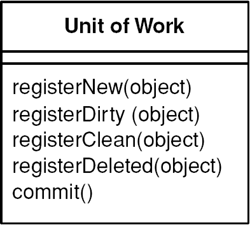 Unit of Work
registerNew(object)
registerDirty (object)
registerClean(object)
registerDeleted(object)
commit()